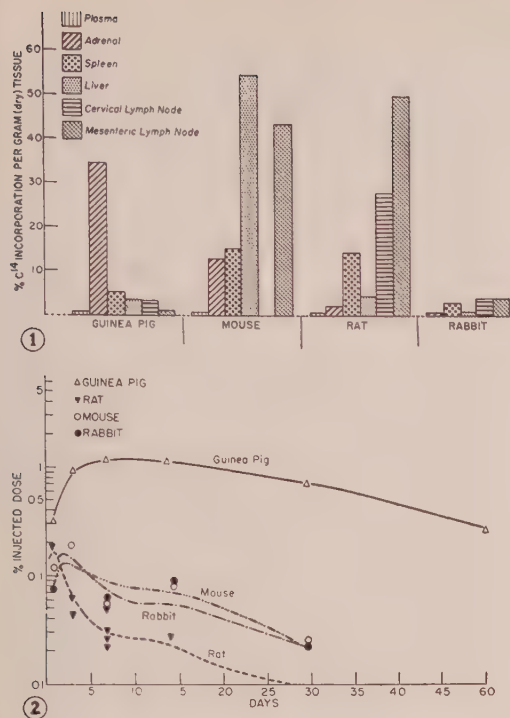 Plasma
Adrenal
Spleen
Liver
Cervical Lymph Node
Mesenteric Lymph Node
% C14 INCORPORATION PER GRAM (dry) TISSUE
60
50
40
30
20
10
GUINEA PIG
MOUSE
RAT
RABBIT
1
△ GUINEA PIG
▼ RAT
○ MOUSE
● RABBIT
% INJECTED DOSE
5
1
0.5
0.1
.01
Guinea Pig
Mouse
Rabbit
Rat
5 10 15 20 25 30 35 40 45 50 55 60
DAYS
2